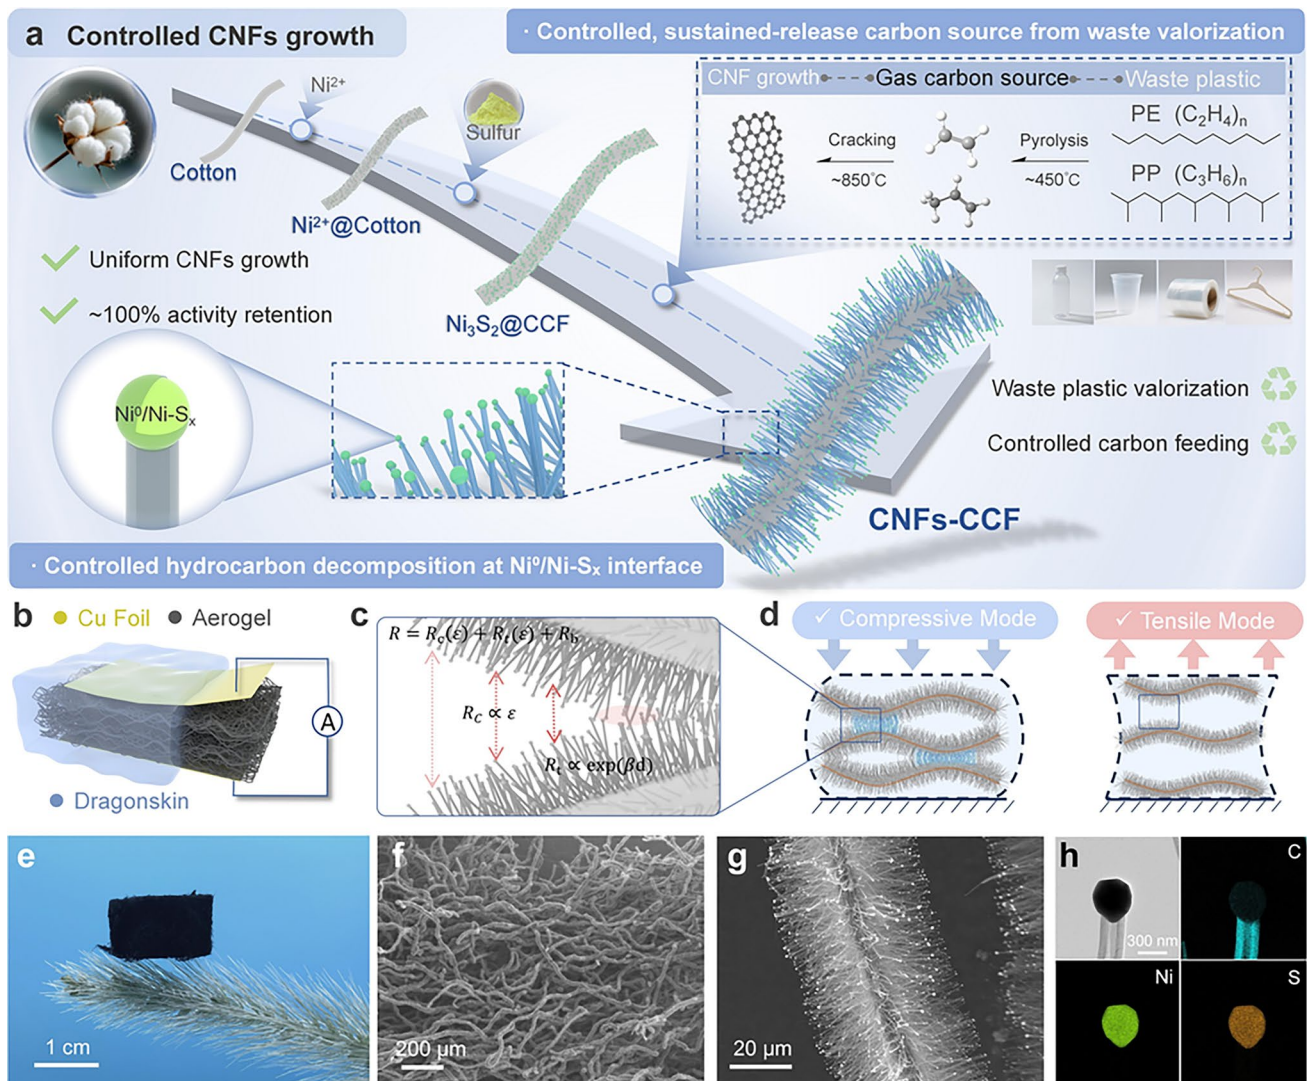 a Controlled CNFs growth
· Controlled, sustained-release carbon source from waste valorization
CNF growth Gas carbon source Waste plastic
Ni²⁺
Sulfur
Cotton
Ni²⁺@Cotton
Ni₃S₂@CCF
Cracking
~850°C
Pyrolysis
~450°C
PE (C₂H₄)ₙ
PP (C₃H₆)ₙ
Uniform CNFs growth
~100% activity retention
Ni⁰/Ni-Sₓ
Waste plastic valorization
Controlled carbon feeding
CNFs-CCF
· Controlled hydrocarbon decomposition at Ni⁰/Ni-Sₓ interface
b Cu Foil Aerogel
A
Dragonskin
c
R = R_c(ε) + R_t(ε) + R_b
R_C ∝ ε
R_t ∝ exp(βd)
d ✓ Compressive Mode
✓ Tensile Mode
e
1 cm
f
200 μm
g
20 μm
h
300 nm
C
Ni
S